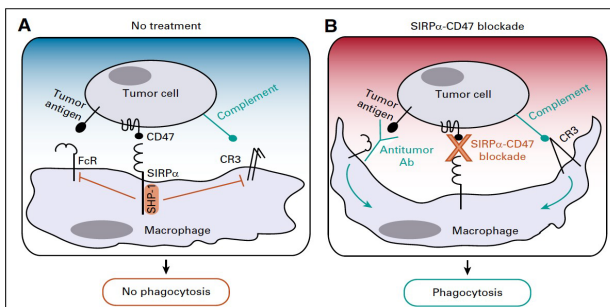 A
No treatment
Tumor cell
Tumor
antigen
Complement
CD47
FcR
SIRPα
CR3
SHP-1
Macrophage
No phagocytosis
B
SIRPα-CD47 blockade
Tumor cell
Tumor
antigen
Complement
CR3
SIRPα-CD47
blockade
Antitumor
Ab
Macrophage
Phagocytosis